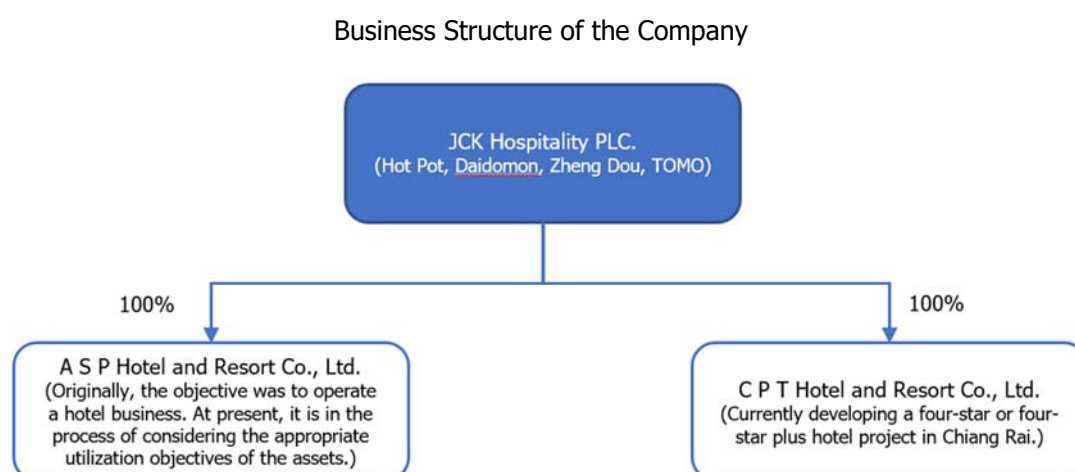 Business Structure of the Company
JCK Hospitality PLC.
(Hot Pot, Daidomon, Zheng Dou, TOMO)
100%
100%
A S P Hotel and Resort Co., Ltd.
(Originally, the objective was to operate
a hotel business. At present, it is in the
process of considering the appropriate
utilization objectives of the assets.)
C P T Hotel and Resort Co., Ltd.
(Currently developing a four-star or four-
star plus hotel project in Chiang Rai.)